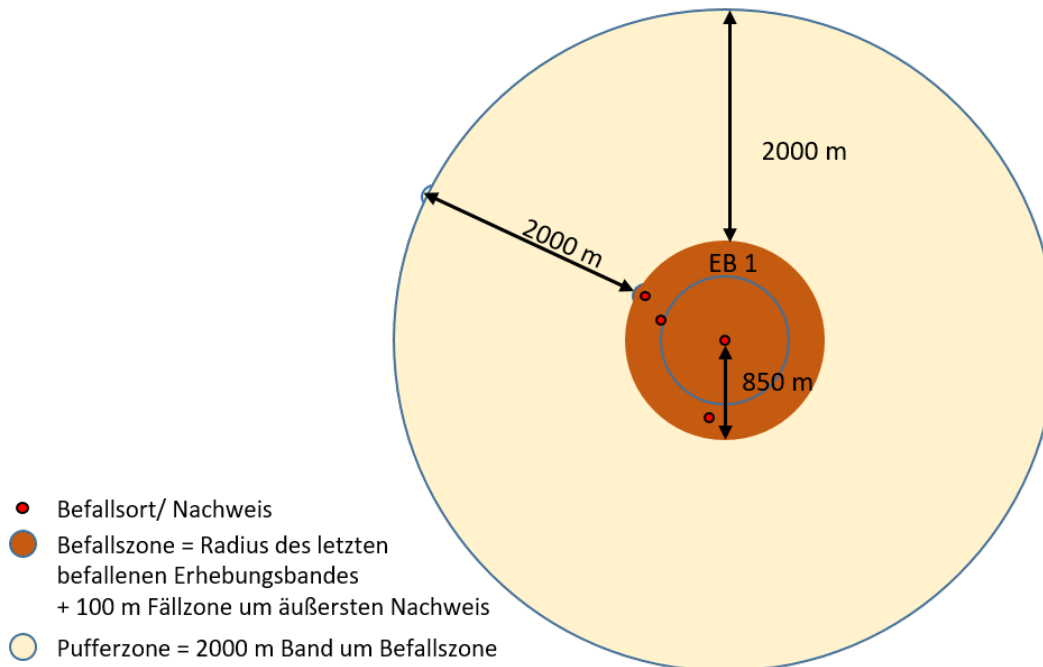 2000 m
2000 m
EB 1
850 m
Befallsort/ Nachweis
Befallszone = Radius des letzten
befallenen Erhebungsbandes
+ 100 m Fällzone um äußersten Nachweis
Pufferzone = 2000 m Band um Befallszone